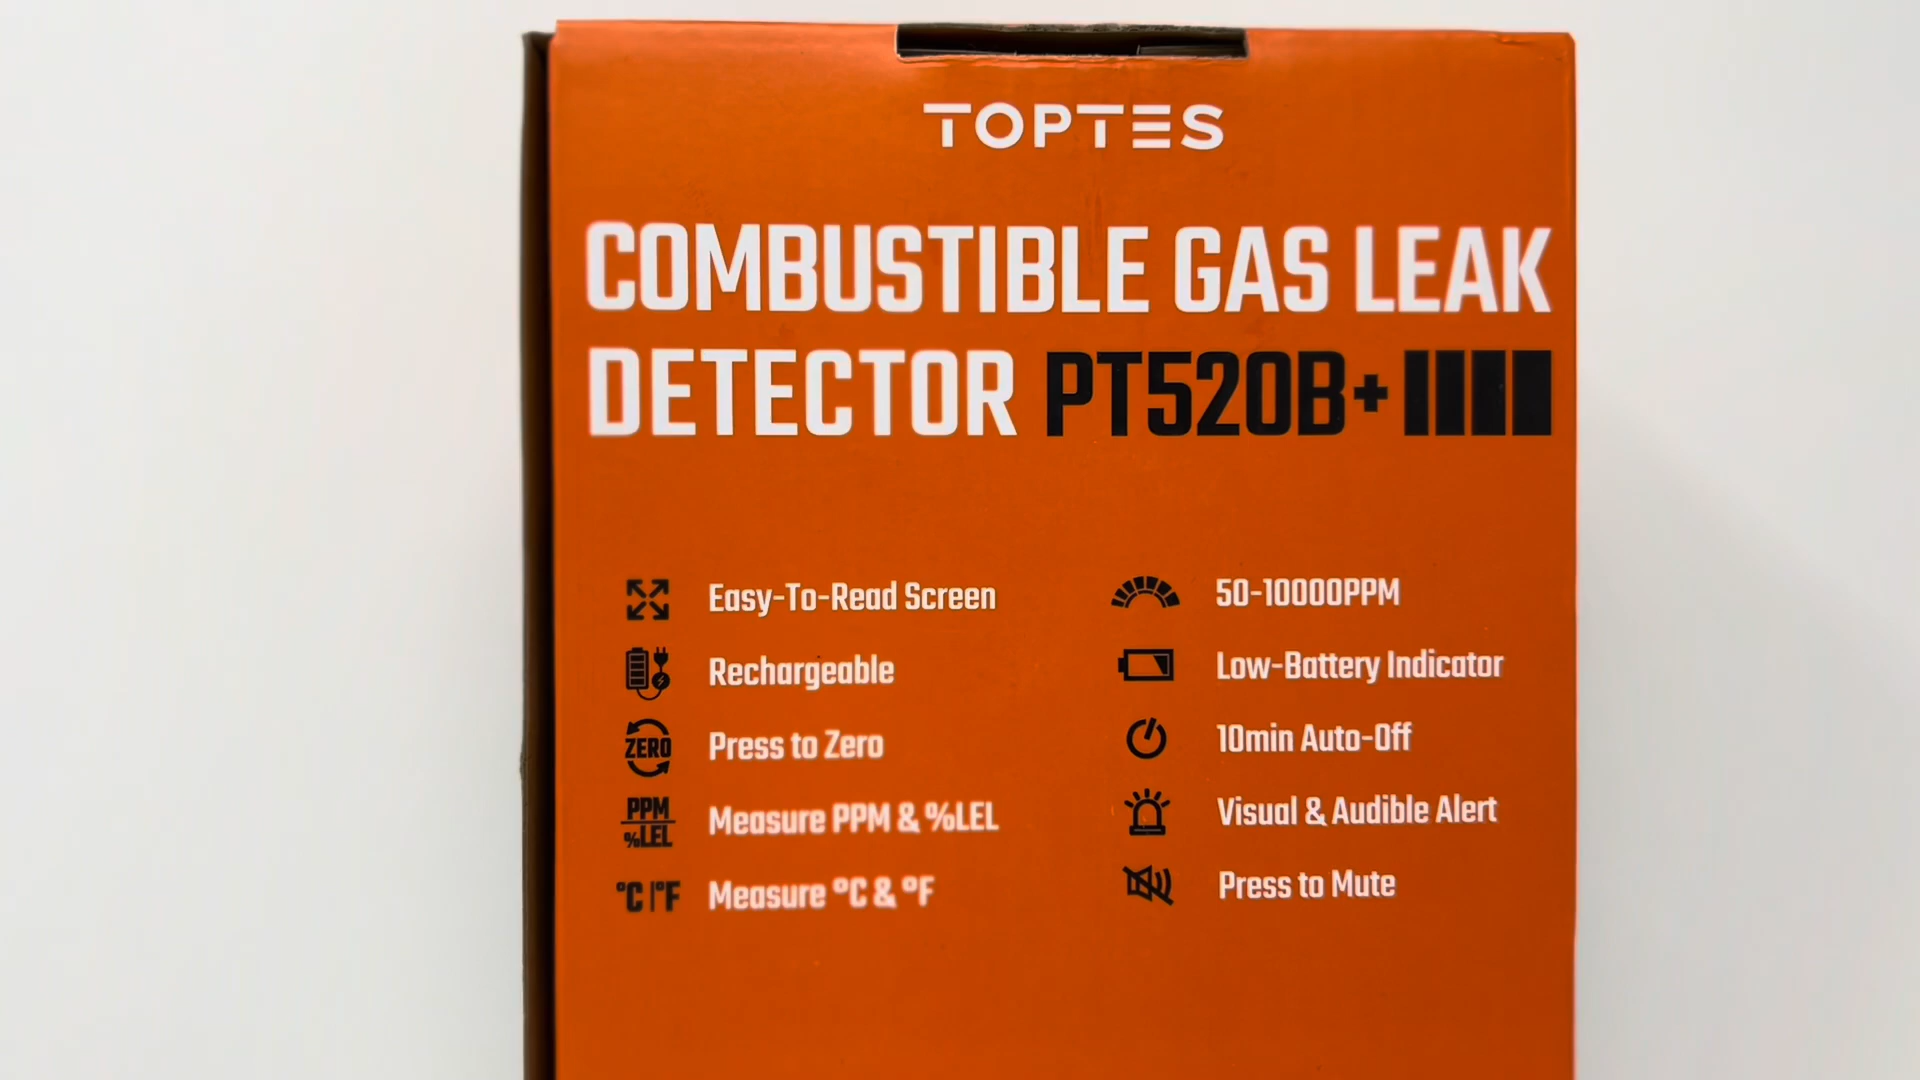 TOPTES
COMBUSTIBLE GAS LEAK
DETECTOR PT520B+
Easy-To-Read Screen
Rechargeable
ZERO Press to Zero
PPM
%LEL Measure PPM & %LEL
°C|°F Measure °C & °F
50-10000PPM
Low-Battery Indicator
10min Auto-Off
Visual & Audible Alert
Press to Mute